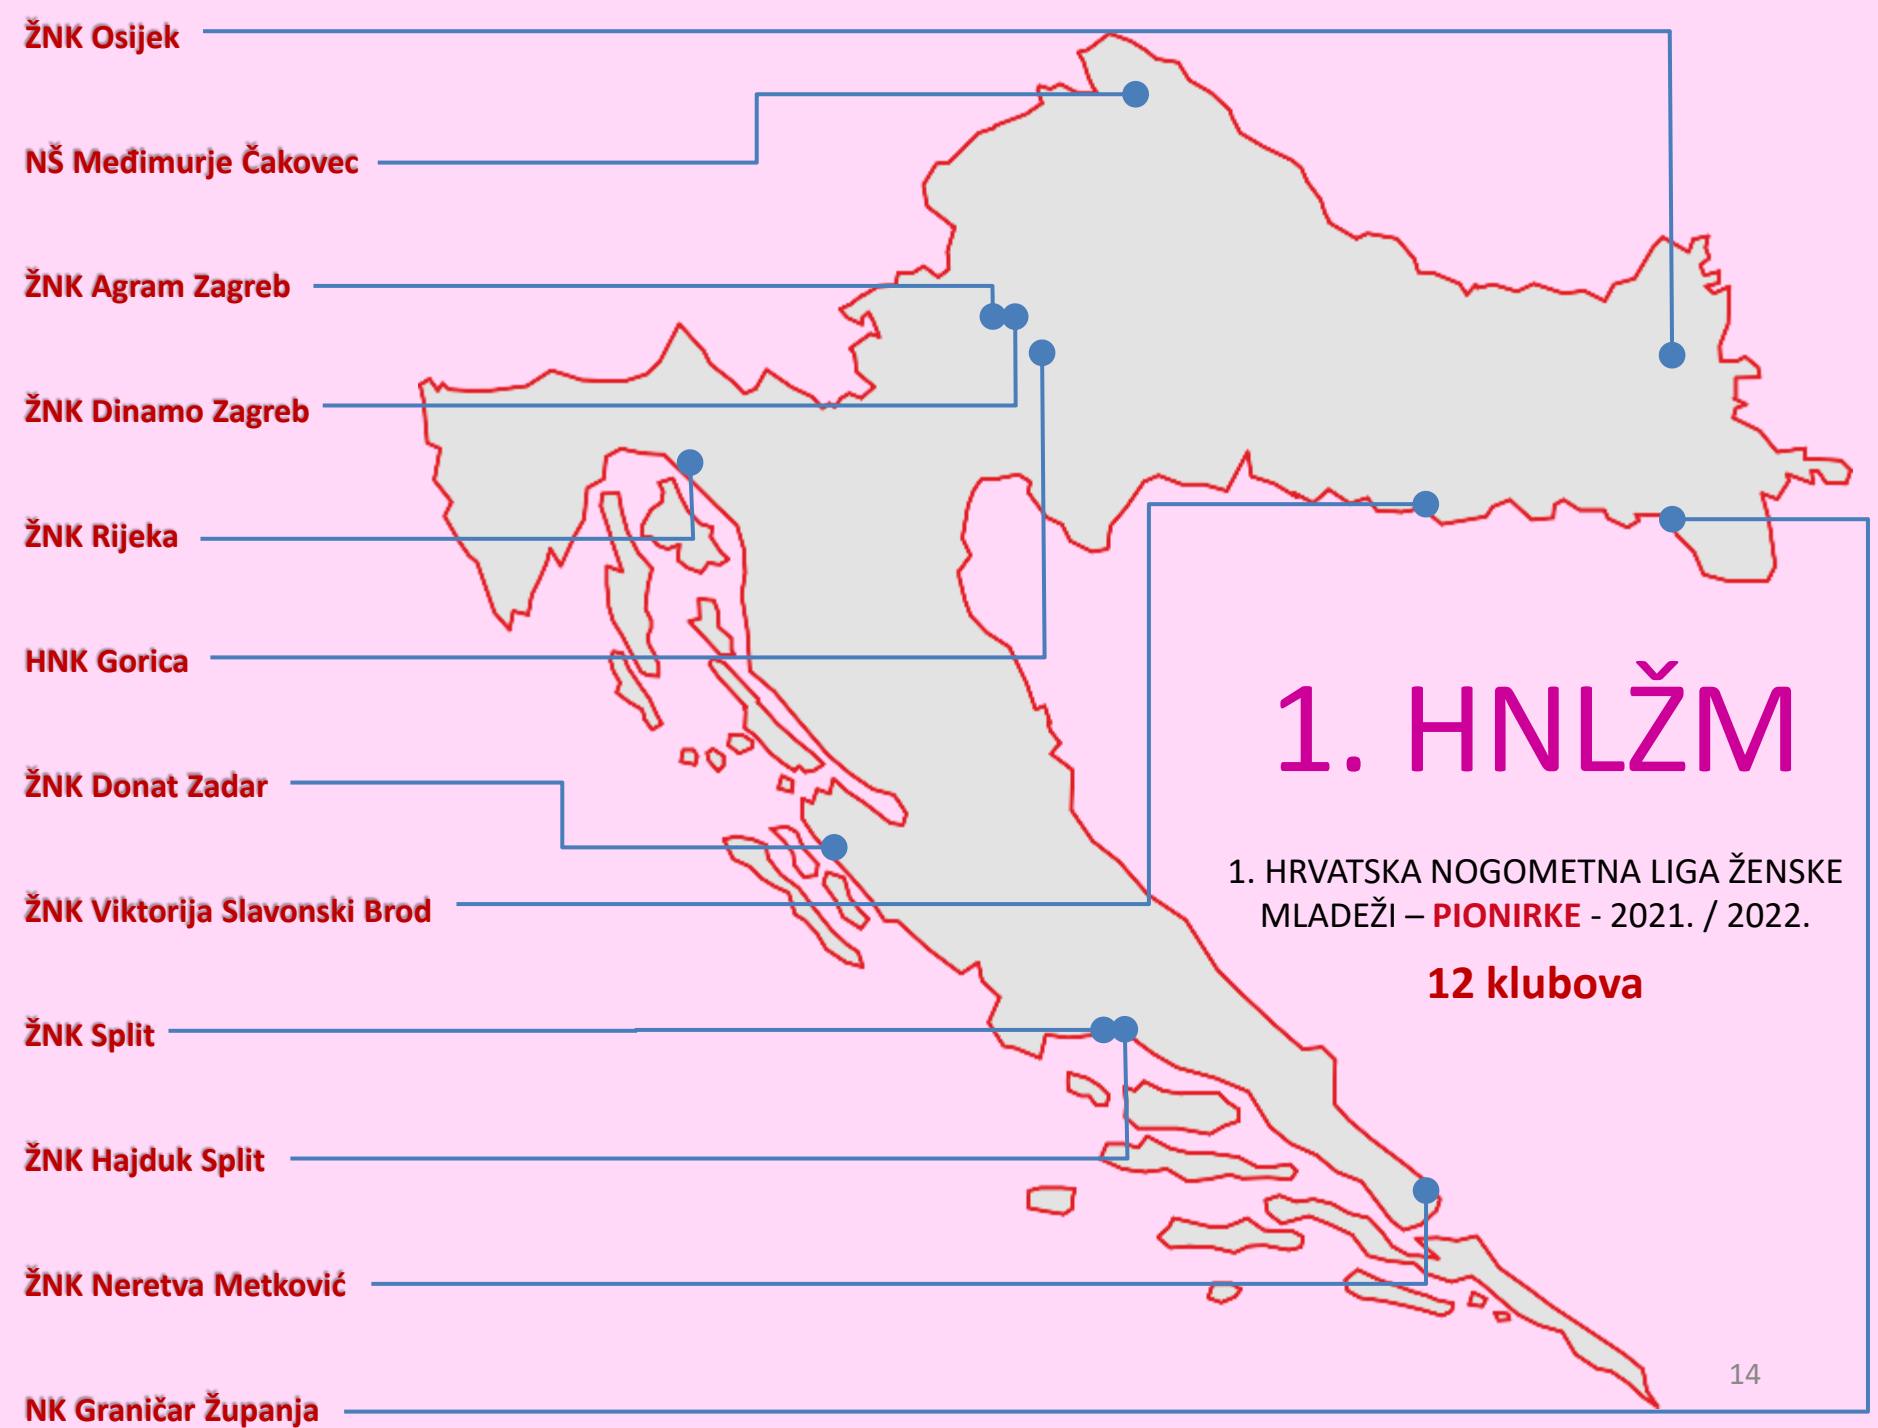 ŽNK Osijek
NŠ Međimurje Čakovec
ŽNK Agram Zagreb
ŽNK Dinamo Zagreb
ŽNK Rijeka
HNK Gorica
ŽNK Donat Zadar
ŽNK Viktorija Slavonski Brod
ŽNK Split
ŽNK Hajduk Split
ŽNK Neretva Metković
NK Graničar Županja
1. HNLŽM
1. HRVATSKA NOGOMETNA LIGA ŽENSKE
MLADEŽI – PIONIRKE - 2021. / 2022.
12 klubova
14